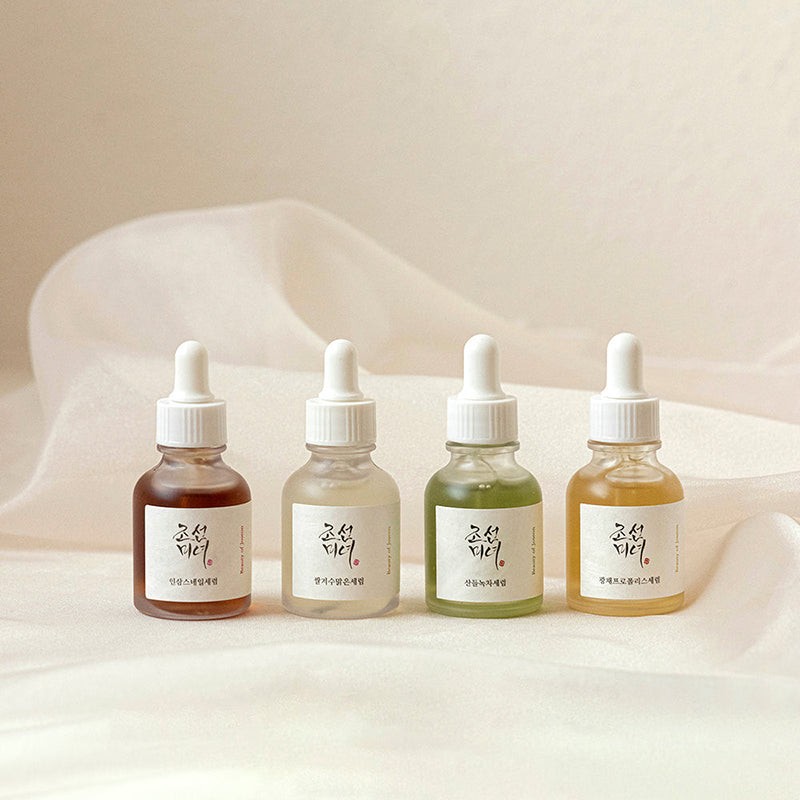 조선
미녀
인삼스네일세럼
Beauty of Joseon
조선
미녀
쌀겨수맑은세럼
Beauty of Joseon
조선
미녀
산들녹차세럼
Beauty of Joseon
조선
미녀
광채프로폴리스세럼
Beauty of Joseon